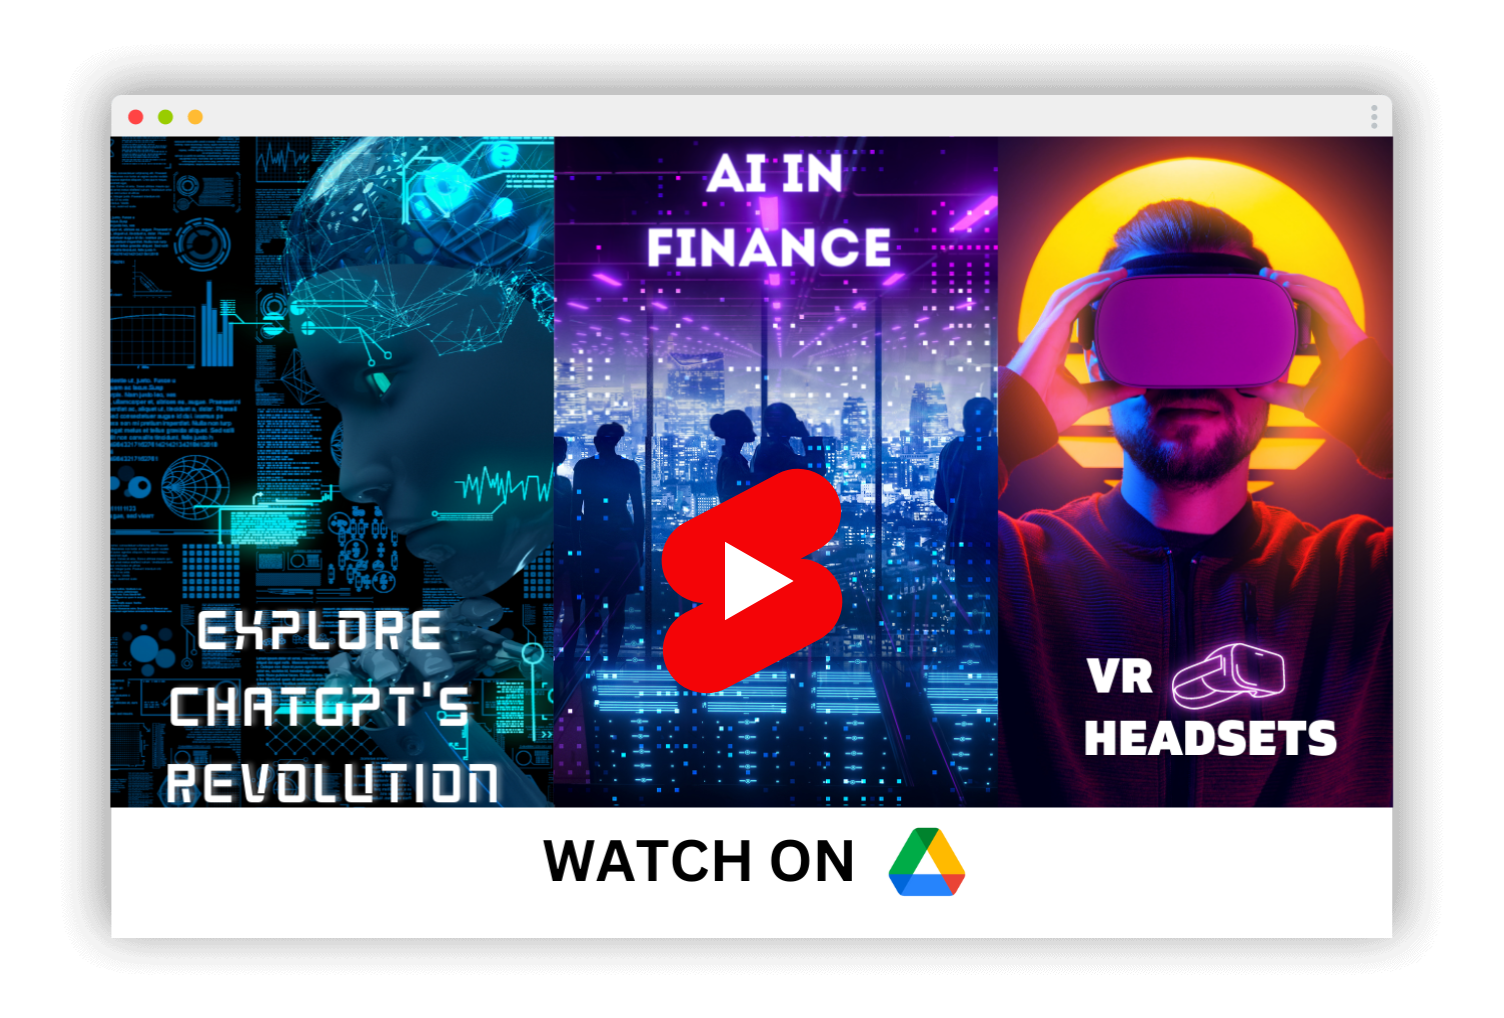 EXPLORE
CHATGPT'S
REVOLUTION
AI IN
FINANCE
VR
HEADSETS
WATCH ON